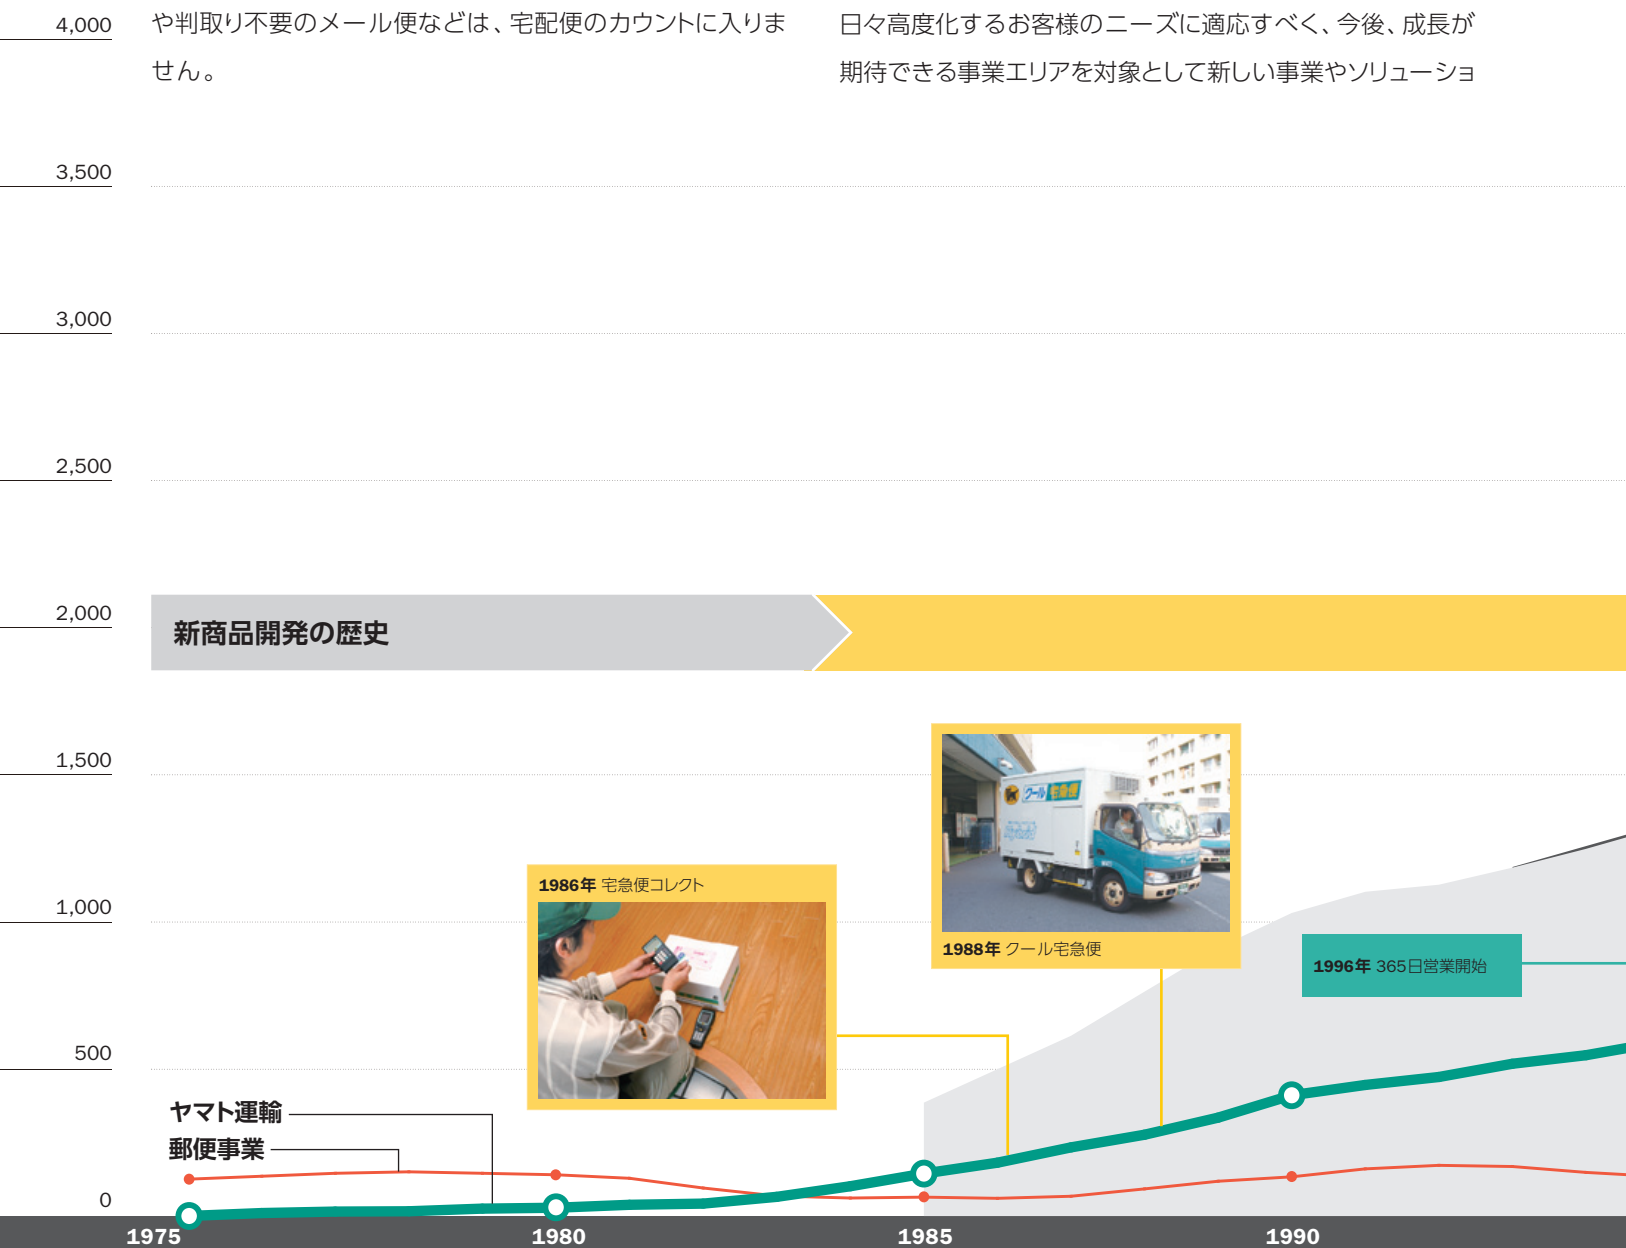 や判取り不要のメール便などは、宅配便のカウントに入りま
せん。
日々高度化するお客様のニーズに適応すべく、今後、成長が
期待できる事業エリアを対象として新しい事業やソリューショ
4,000
3,500
3,000
2,500
2,000
1,500
1,000
500
0
新商品開発の歴史
クール宅急便
1988年 クール宅急便
1986年 宅急便コレクト
1996年 365日営業開始
ヤマト運輸
郵便事業
1975
1980
1985
1990